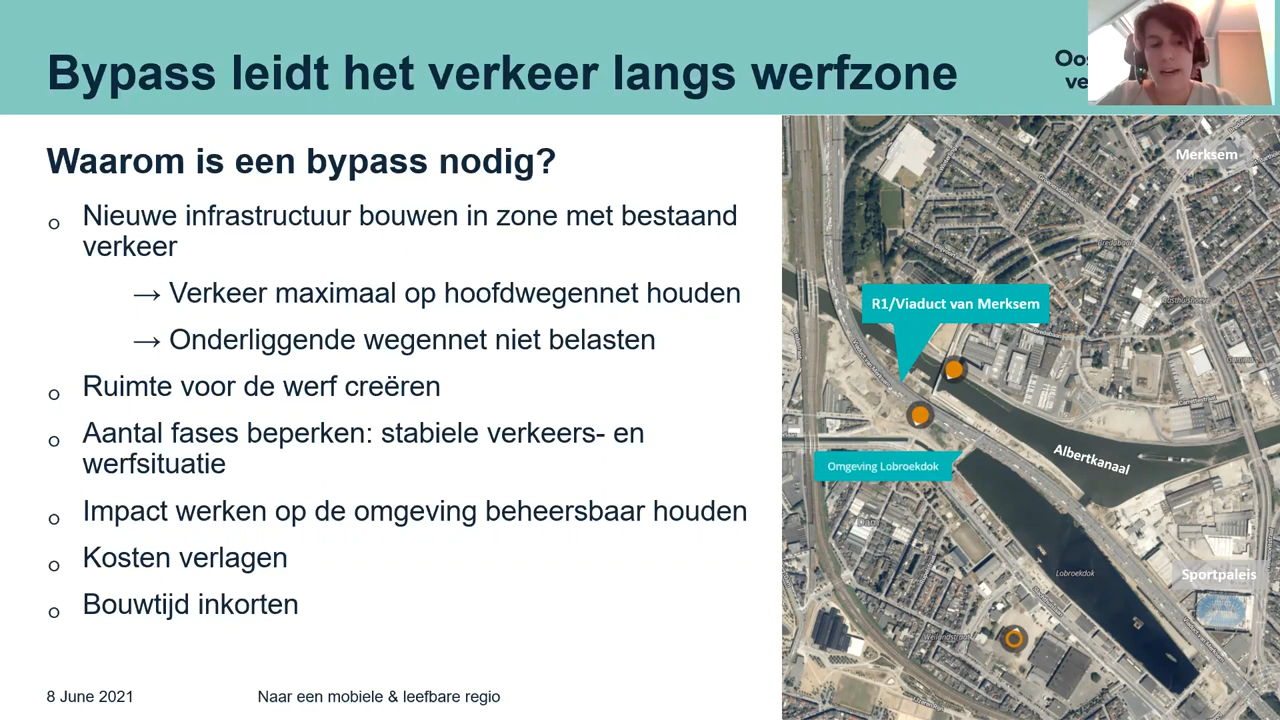 Bypass leidt het verkeer langs werfzone
Waarom is een bypass nodig?
Nieuwe infrastructuur bouwen in zone met bestaand
verkeer
→ Verkeer maximaal op hoofdwegennet houden
→ Onderliggende wegennet niet belasten
Ruimte voor de werf creëren
Aantal fases beperken: stabiele verkeers- en
werfsituatie
Impact werken op de omgeving beheersbaar houden
Kosten verlagen
Bouwtijd inkorten
8 June 2021
Naar een mobiele & leefbare regio
Merksem
R1/Viaduct van Merksem
Albertkanaal
Omgeving Lobroekdok
Lobroekdok
Sportpaleis